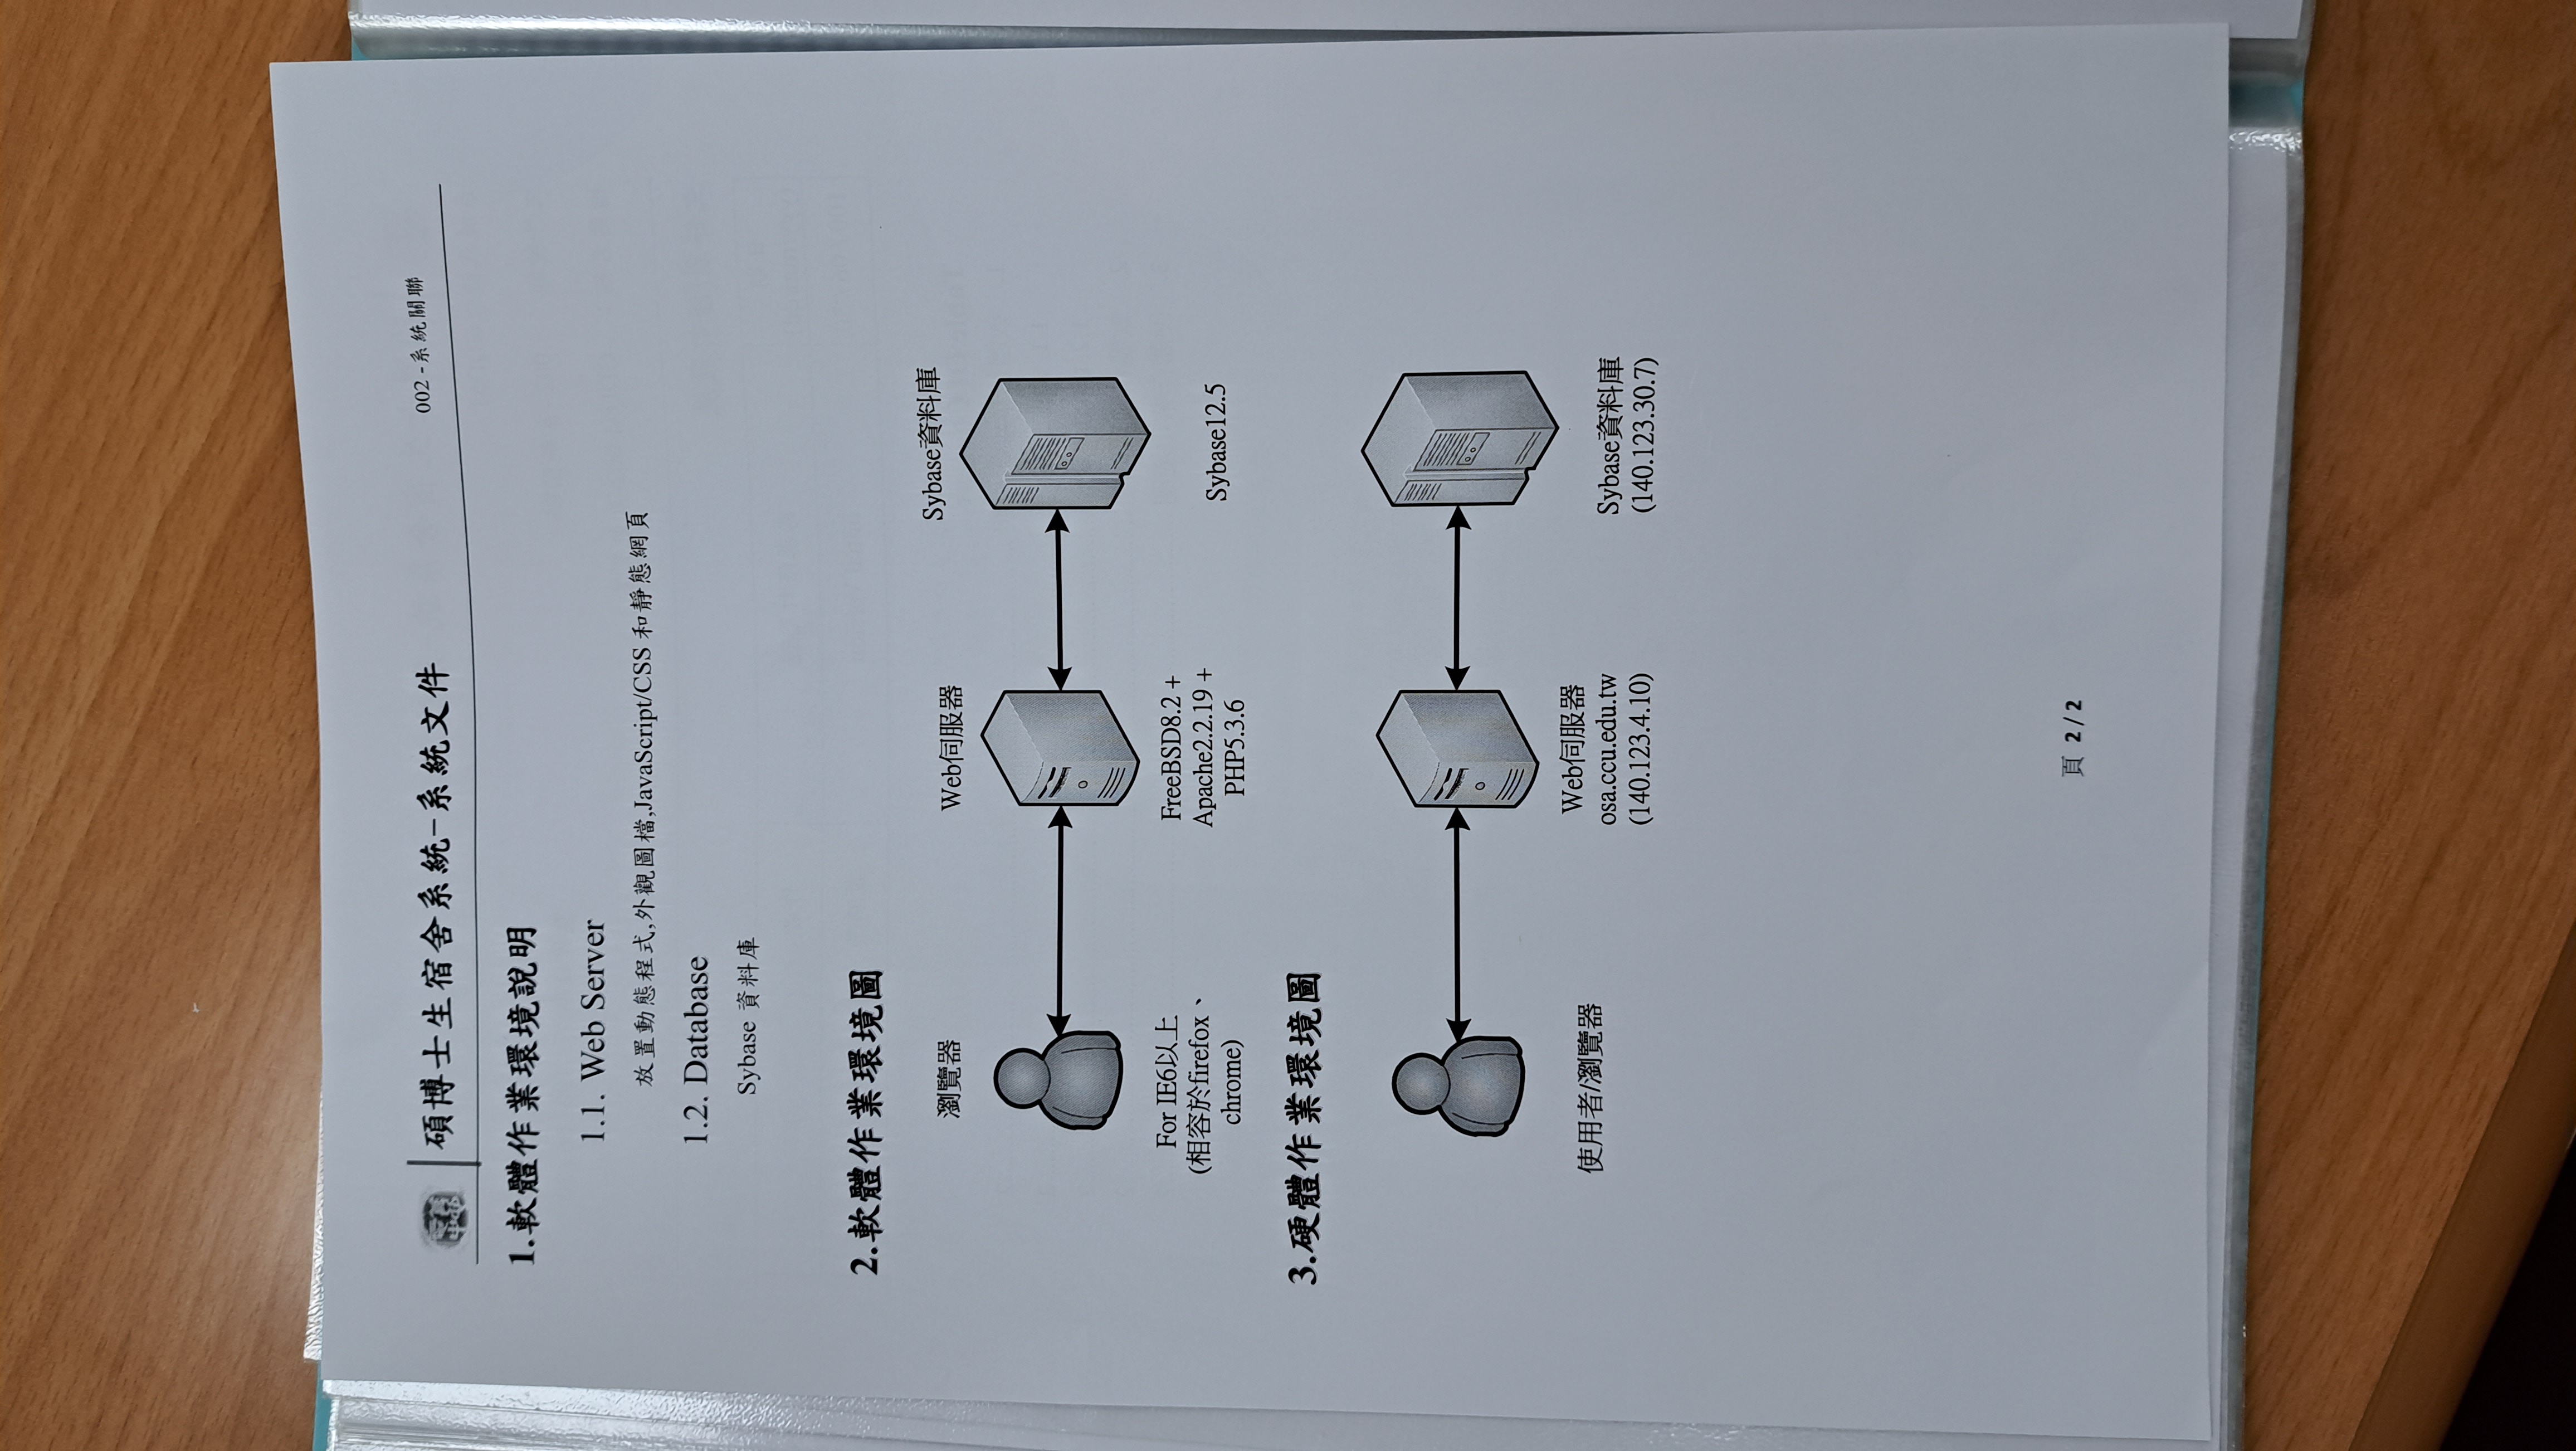 碩博士生宿舍系統-系統文件
002 -系統關聯
1.軟體作業環境說明
1.1. Web Server
放置動態程式,外觀圖檔,JavaScript/CSS 和靜態網頁
1.2. Database
Sybase 資料庫
2.軟體作業環境圖
瀏覽器
Web伺服器
Sybase資料庫
For IE6以上
(相容於firefox、
chrome)
FreeBSD8.2 +
Apache2.2.19 +
PHP5.3.6
Sybase12.5
3.硬體作業環境圖
使用者/瀏覽器
Web伺服器
osa.ccu.edu.tw
(140.123.4.10)
Sybase資料庫
(140.123.30.7)
頁 2 / 2